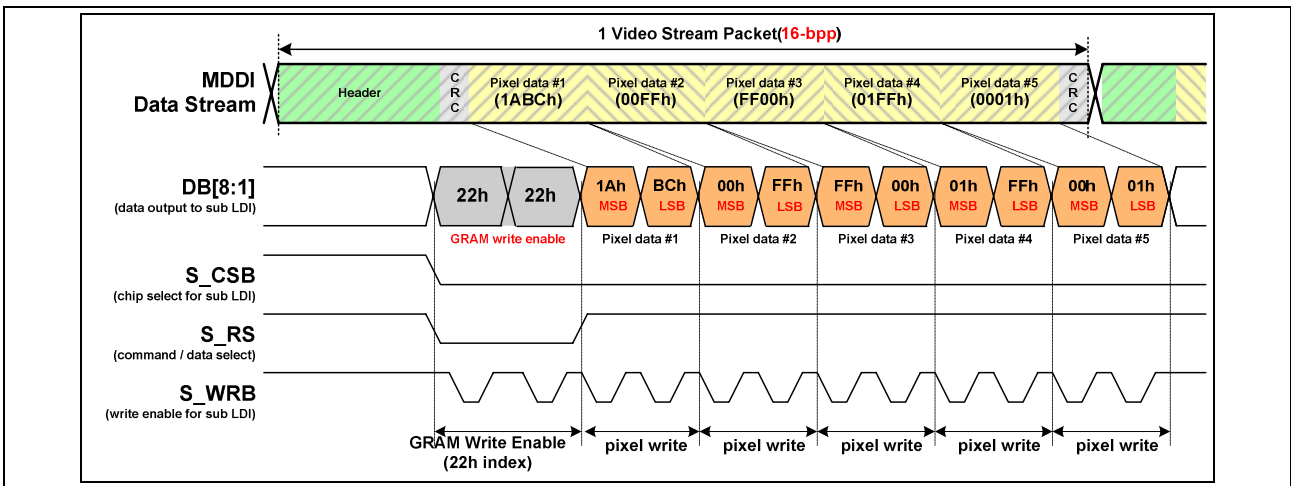 1 Video Stream Packet(16-bpp)
MDDI
Data Stream
Header
C
R
C
Pixel data #1
(1ABCh)
Pixel data #2
(00FFh)
Pixel data #3
(FF00h)
Pixel data #4
(01FFh)
Pixel data #5
(0001h)
C
R
C
DB[8:1]
(data output to sub LDI)
22h 22h
1Ah BCh 00h FFh FFh 00h 01h FFh 00h 01h
MSB LSB MSB LSB MSB LSB MSB LSB MSB LSB
GRAM write enable Pixel data #1 Pixel data #2 Pixel data #3 Pixel data #4 Pixel data #5
S_CSB
(chip select for sub LDI)
S_RS
(command / data select)
S_WRB
(write enable for sub LDI)
GRAM Write Enable
(22h index)
pixel write pixel write pixel write pixel write pixel write